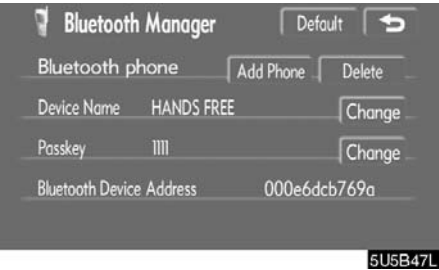 Bluetooth Manager Default
Bluetooth phone Add Phone Delete
Device Name HANDS FREE Change
Passkey 1111 Change
Bluetooth Device Address 000e6dcb769a
5U5B47L